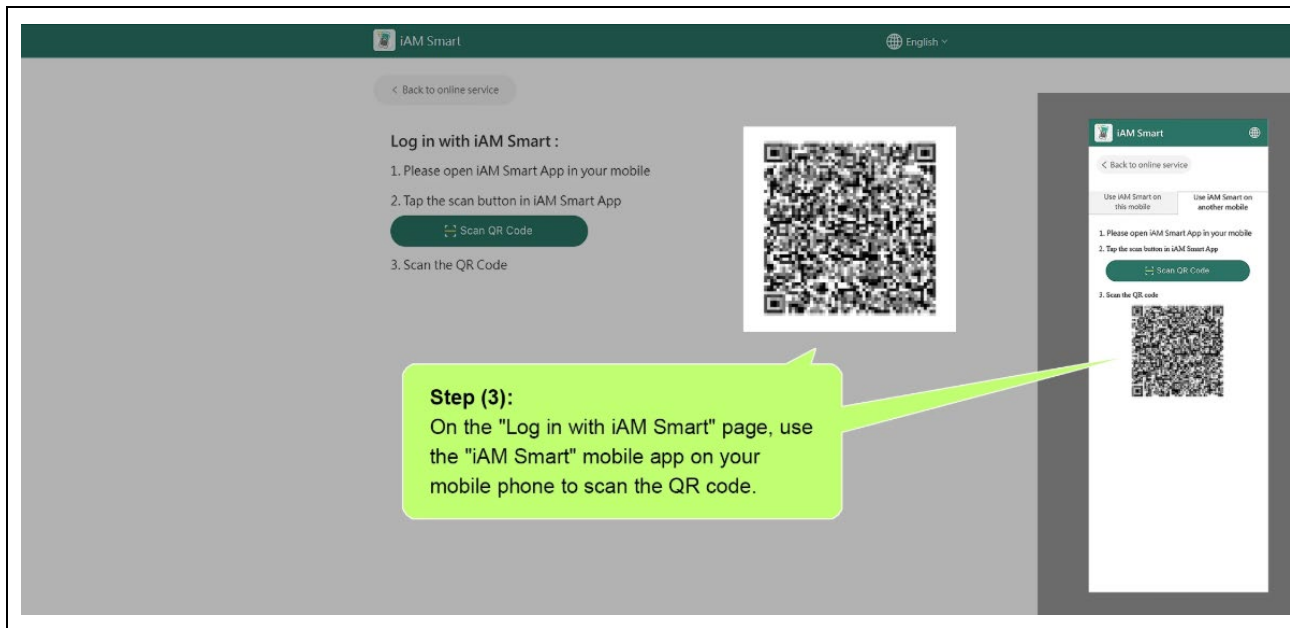 iAM Smart
English
< Back to online service
Log in with iAM Smart :
1. Please open iAM Smart App in your mobile
2. Tap the scan button in iAM Smart App
Scan QR Code
3. Scan the QR Code
Step (3):
On the "Log in with iAM Smart" page, use
the "iAM Smart" mobile app on your
mobile phone to scan the QR code.
iAM Smart
< Back to online service
Use iAM Smart on
this mobile
Use iAM Smart on
another mobile
1. Please open iAM Smart App in your mobile
2. Tap the scan button in iAM Smart App
Scan QR Code
3. Scan the QR code